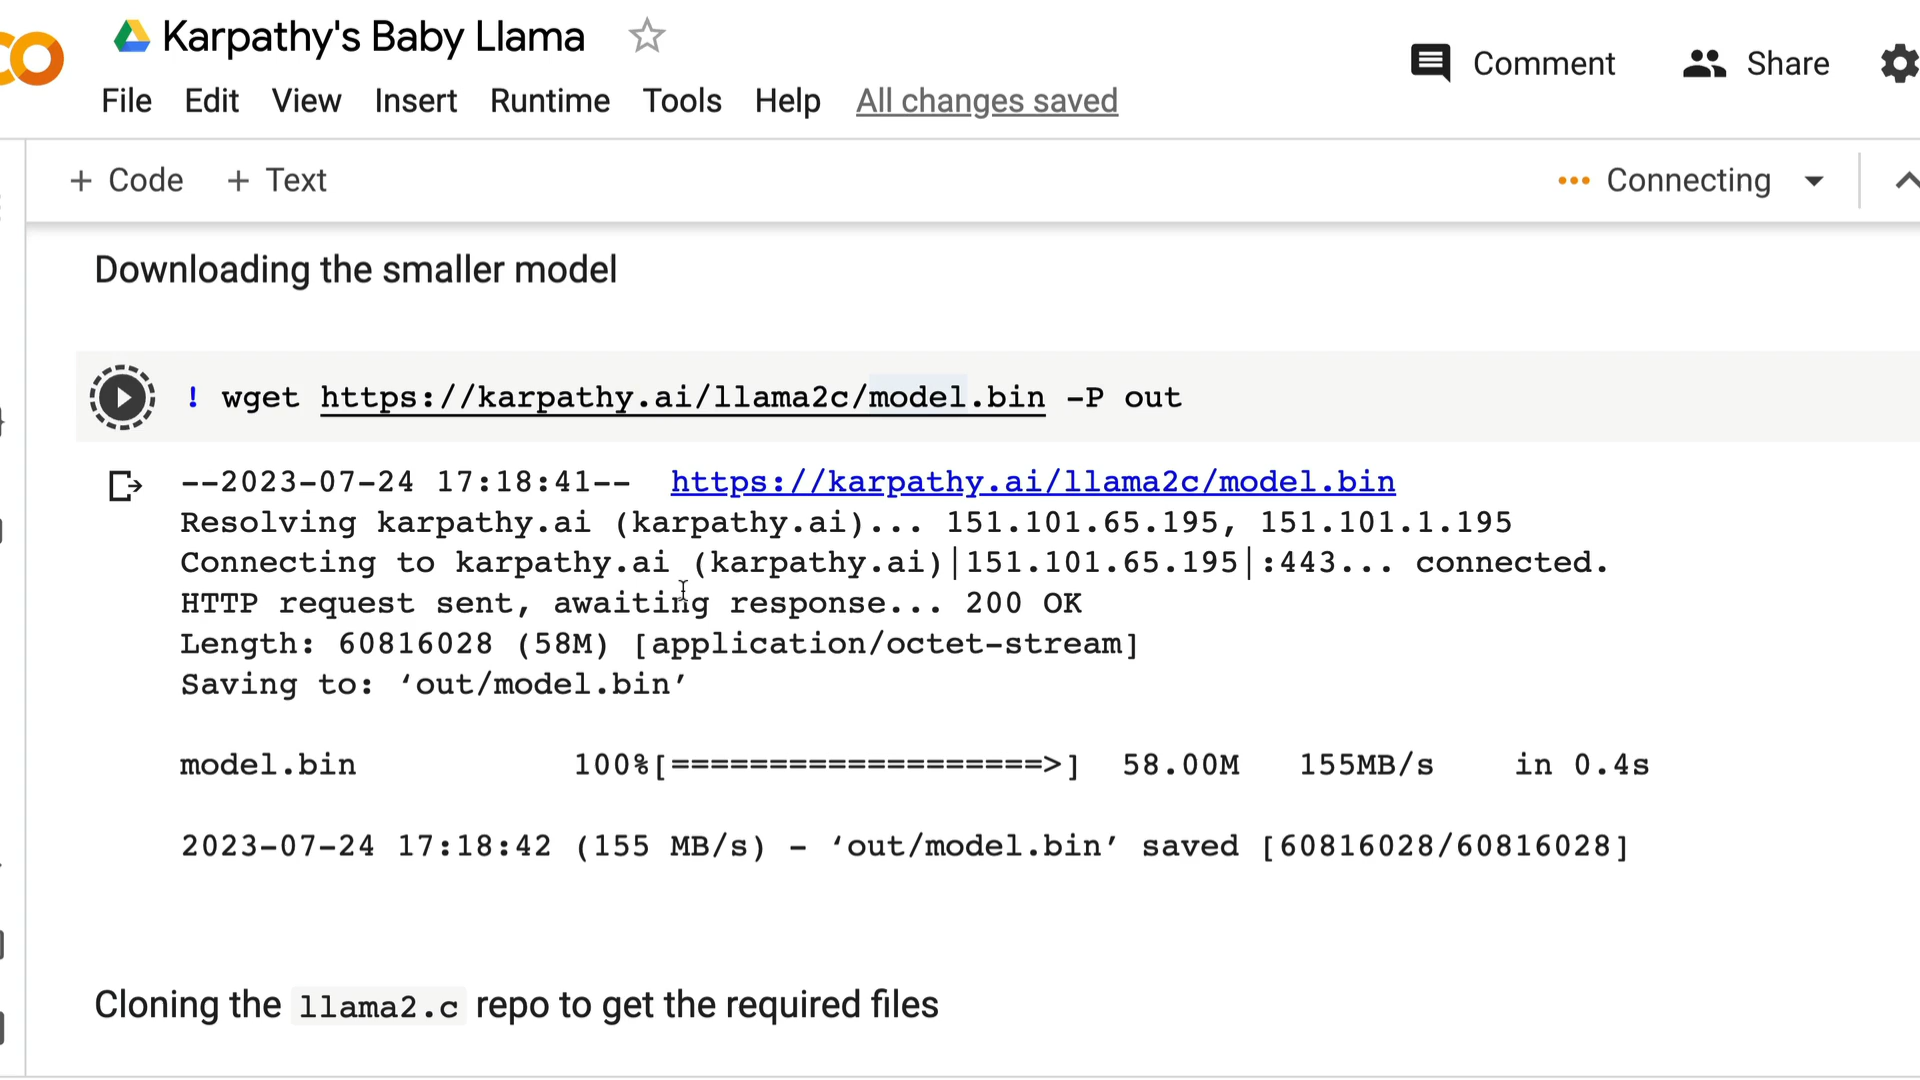 Karpathy's Baby Llama
Comment
Share
File Edit View Insert Runtime Tools Help All changes saved
+ Code + Text
Connecting
Downloading the smaller model
! wget https://karpathy.ai/llama2c/model.bin -P out
--2023-07-24 17:18:41-- https://karpathy.ai/llama2c/model.bin
Resolving karpathy.ai (karpathy.ai)... 151.101.65.195, 151.101.1.195
Connecting to karpathy.ai (karpathy.ai)|151.101.65.195|:443... connected.
HTTP request sent, awaiting response... 200 OK
Length: 60816028 (58M) [application/octet-stream]
Saving to: ‘out/model.bin’
model.bin 100%[===================>] 58.00M 155MB/s in 0.4s
2023-07-24 17:18:42 (155 MB/s) - ‘out/model.bin’ saved [60816028/60816028]
Cloning the llama2.c repo to get the required files